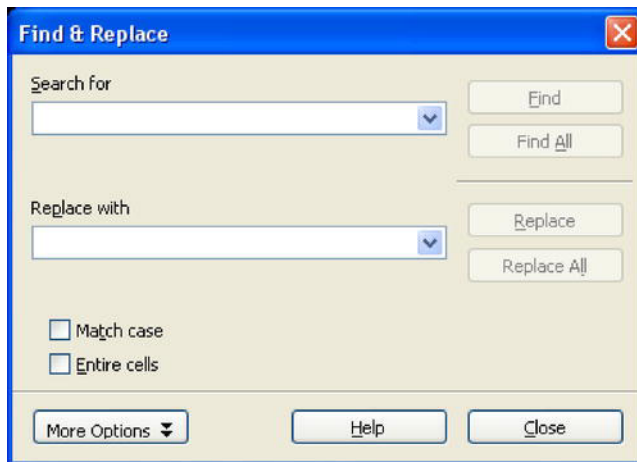 Find & Replace
Search for
Find
Find All
Replace with
Replace
Replace All
Match case
Entire cells
More Options
Help
Close